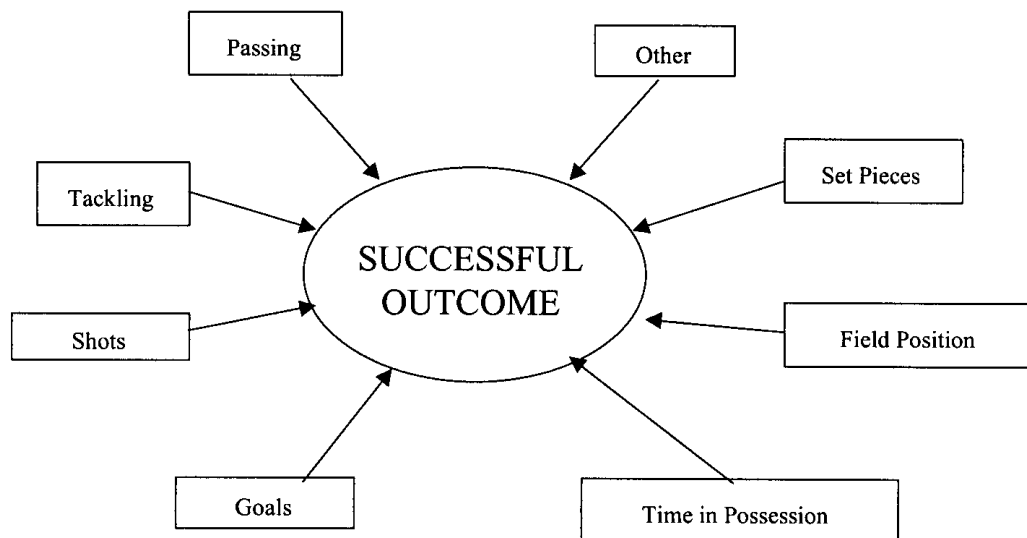 Passing
Other
Tackling
Set Pieces
SUCCESSFUL
OUTCOME
Shots
Field Position
Goals
Time in Possession